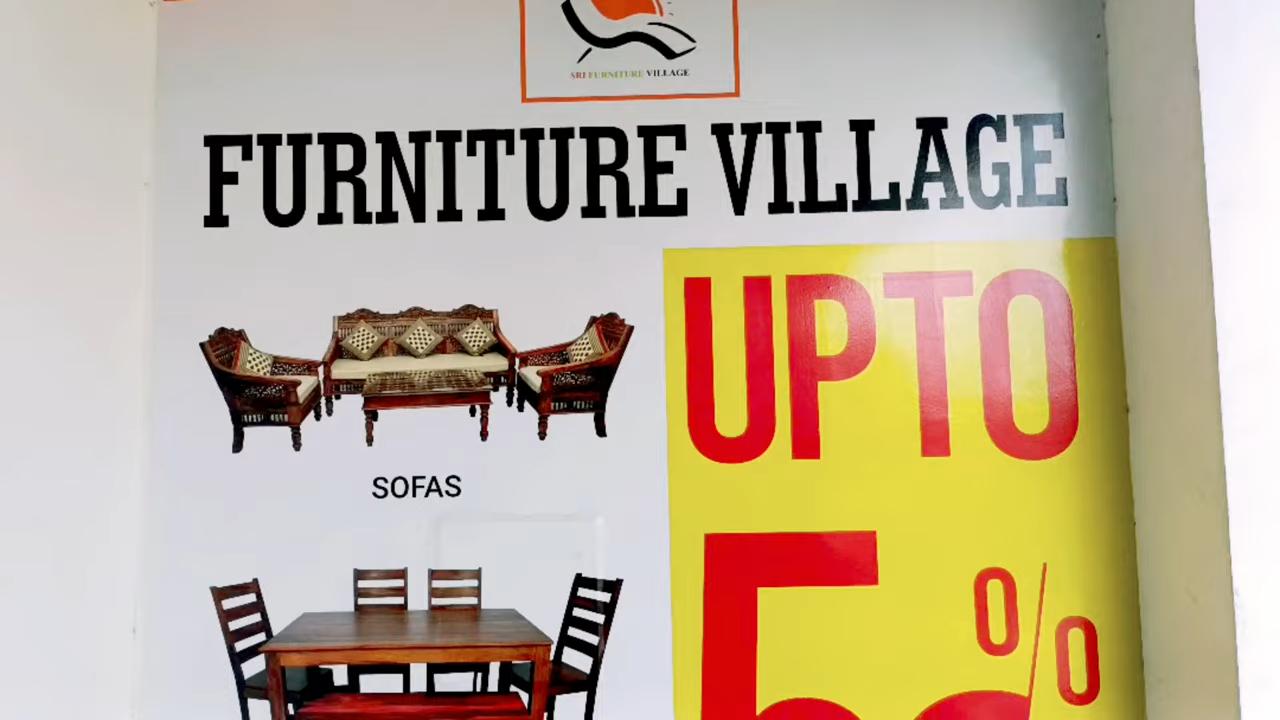 SRI FURNITURE VILLAGE
FURNITURE VILLAGE
UPTO
SOFAS
%